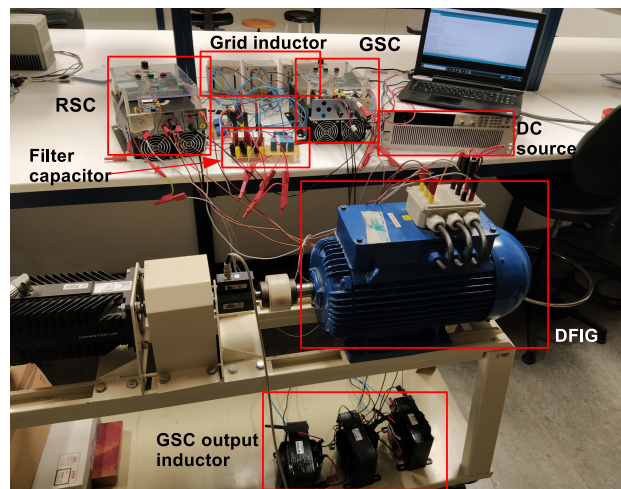 Grid inductor
GSC
RSC
DC
source
Filter
capacitor
DFIG
GSC output
inductor